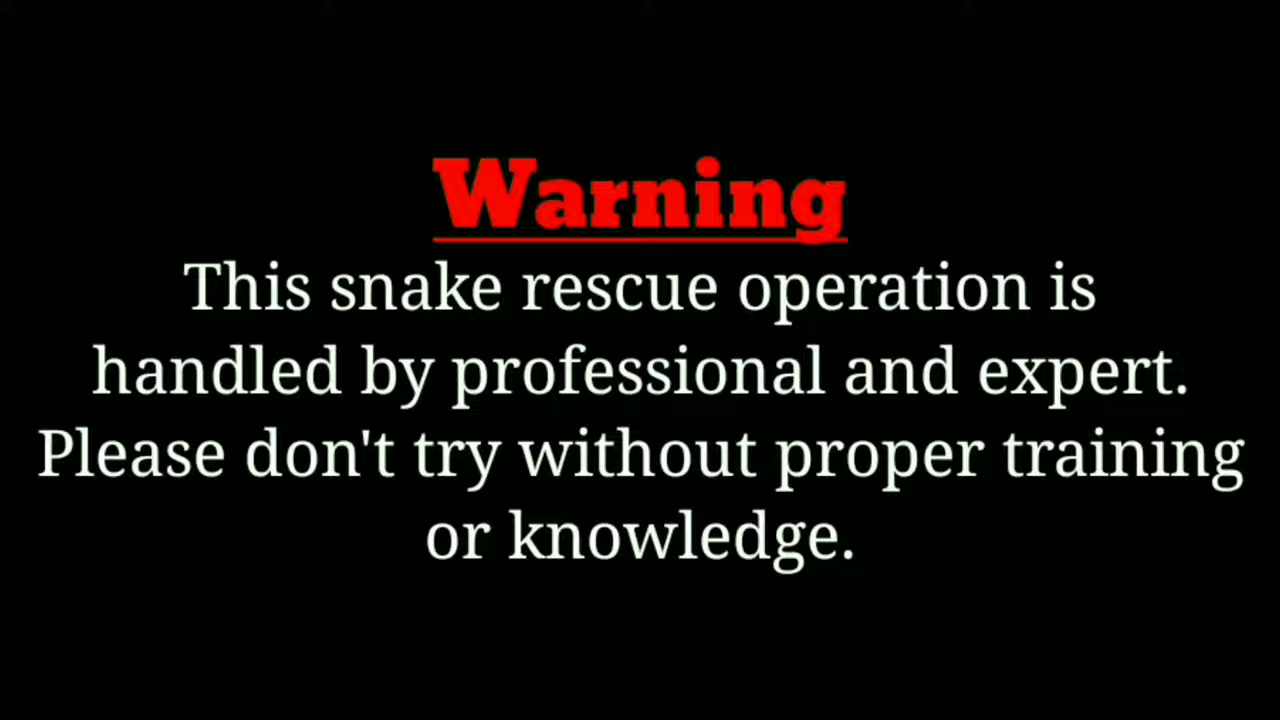 Warning
This snake rescue operation is
handled by professional and expert.
Please don't try without proper training
or knowledge.